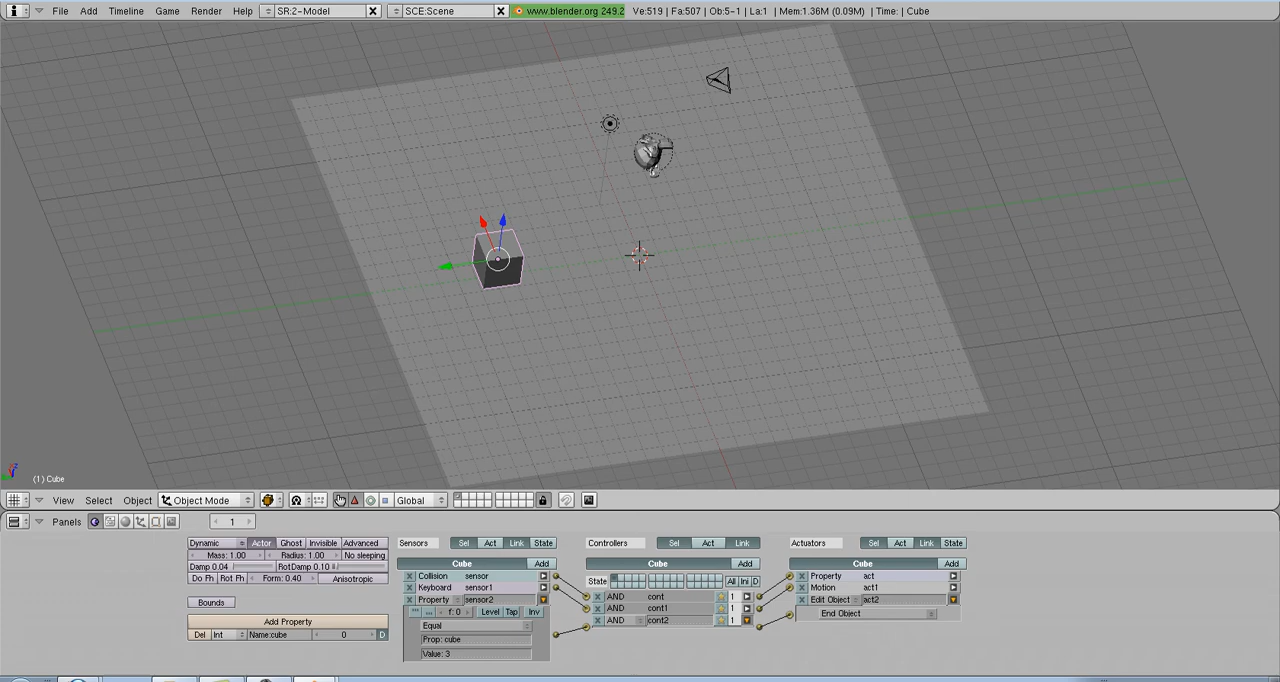 File Add Timeline Game Render Help SR:2-Model SCE:Scene www.blender.org 249.2 Ve:519 | Fa:507 | Ob:5-1 | La:1 | Mem:1.36M (0.09M) | Time: | Cube
(1) Cube
View Select Object Object Mode Global
Panels 1
Dynamic Actor Ghost Invisible Advanced Sensors Sel Act Link State Controllers Sel Act Link Actuators Sel Act Link State
Mass: 1.00 Radius: 1.00 No sleeping
Damp 0.04 RotDamp 0.10 Cube Add Cube Add Cube Add
Do Fh Rot Fh Form: 0.40 Anisotropic Collision sensor State All Ini D Property act
Keyboard sensor1 Motion act1
Bounds Property sensor2 AND cont 1 Edit Object act2
f: 0 Level Tap Inv AND cont1 1 End Object
Add Property Equal AND cont2 1
Del Int Name:cube 0 D Prop: cube
Value: 3